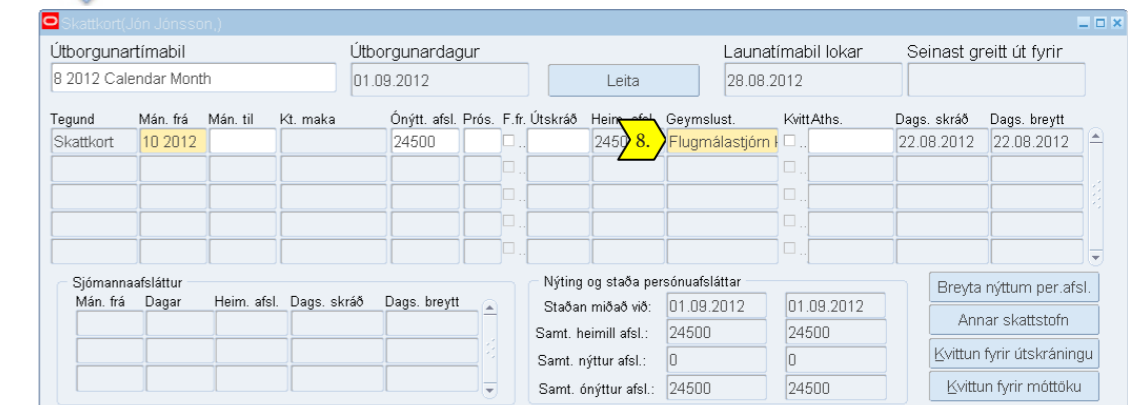 Skattkort(Jón Jónsson,)
Útborgunartímabil Útborgunardagur Launatímabil lokar Seinast greitt út fyrir
8 2012 Calendar Month 01.09.2012 Leita 28.08.2012
Tegund Mán. frá Mán. til Kt. maka Ónýtt. afsl. Prós. F.fr. Útskráð Heim. afsl. Geymslust. Kvitt Aths. Dags. skráð Dags. breytt
Skattkort 10 2012 24500 2450 8. Flugmálastjórn 22.08.2012 22.08.2012
Sjómannaafsláttur Nýting og staða persónuafsláttar Breyta nýttum per.afsl.
Mán. frá Dagar Heim. afsl. Dags. skráð Dags. breytt Staðan miðað við: 01.09.2012 01.09.2012
Annar skattstofn
Samt. heimill afsl.: 24500 24500
Samt. nýttur afsl.: 0 0 Kvittun fyrir útskráningu
Samt. ónýttur afsl.: 24500 24500 Kvittun fyrir móttöku